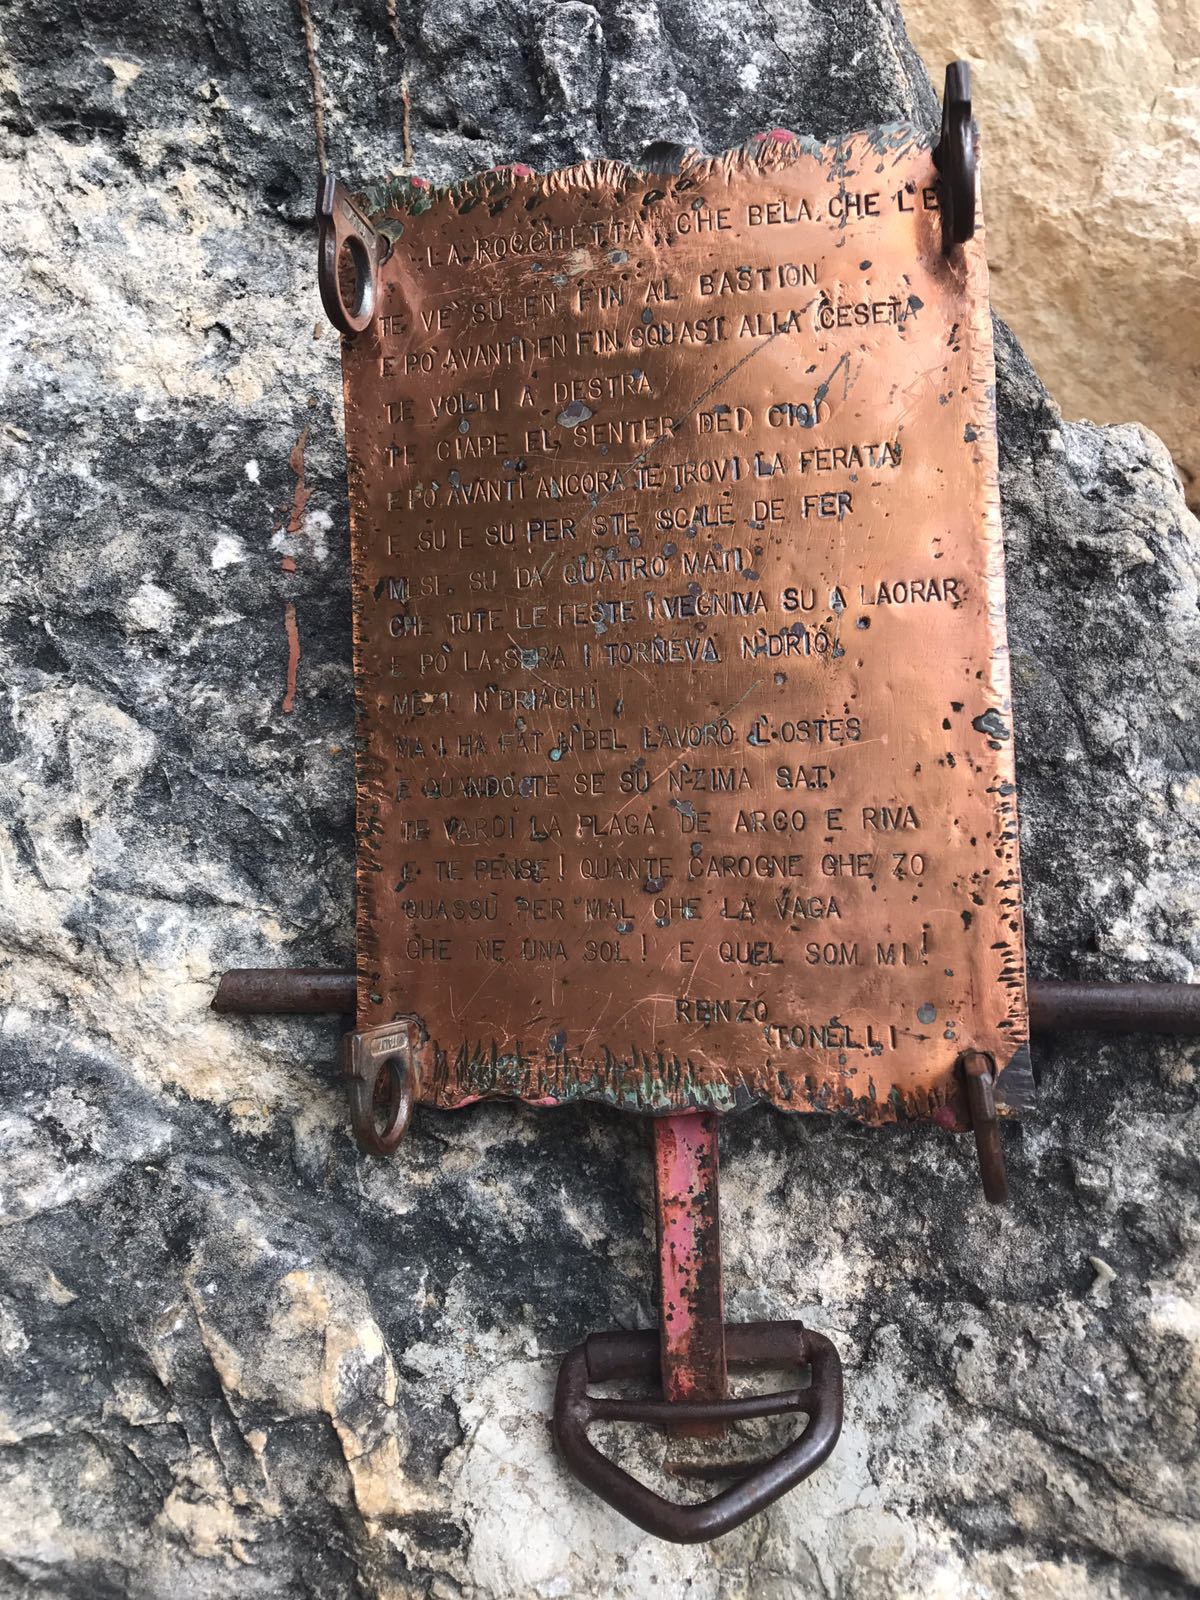 LA ROCCHETTA, CHE BELA CHE L'E
TE VE SU EN FIN AL BASTION
E PO AVANTI EN FIN SQUASI ALLA CESETA
TE VOLTI A DESTRA
TE CIAPE EL SENTER DEI CIOI
E PO AVANTI ANCORA TE TROVI LA FERATA
E SU E SU PER STE SCALE DE FER
MESE SU DA QUATRO MATI
CHE TUTE LE FESTE I VEGNIVA SU A LAORAR
E PO LA SERA I TORNEVA N'DRIO,
MEZI N'BRIAGHI
MA I HA FAT N'BEL LAVORO L'OSTES
E QUANDO TE SE SU N'ZIMA
TE VARDI LA PLAGA DE ARCO E RIVA
E TE PENSE! QUANTE CAROGNE GHE ZO
QUASSÙ PER MAL CHE LA VAGA
GHE NE UNA SOL! E QUEL SOM MI!
RENZO
TONELLI